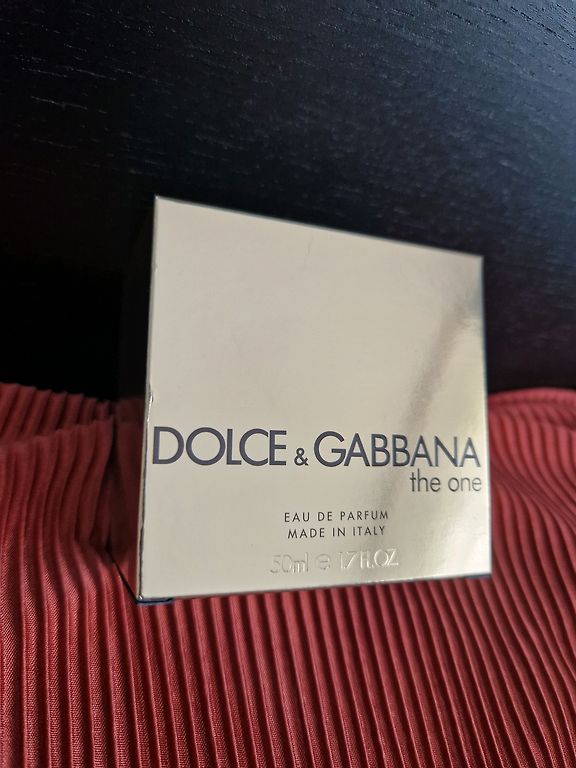 DOLCE & GABBANA
the one
EAU DE PARFUM
MADE IN ITALY
50ml ℮ 1.7 FL.OZ.